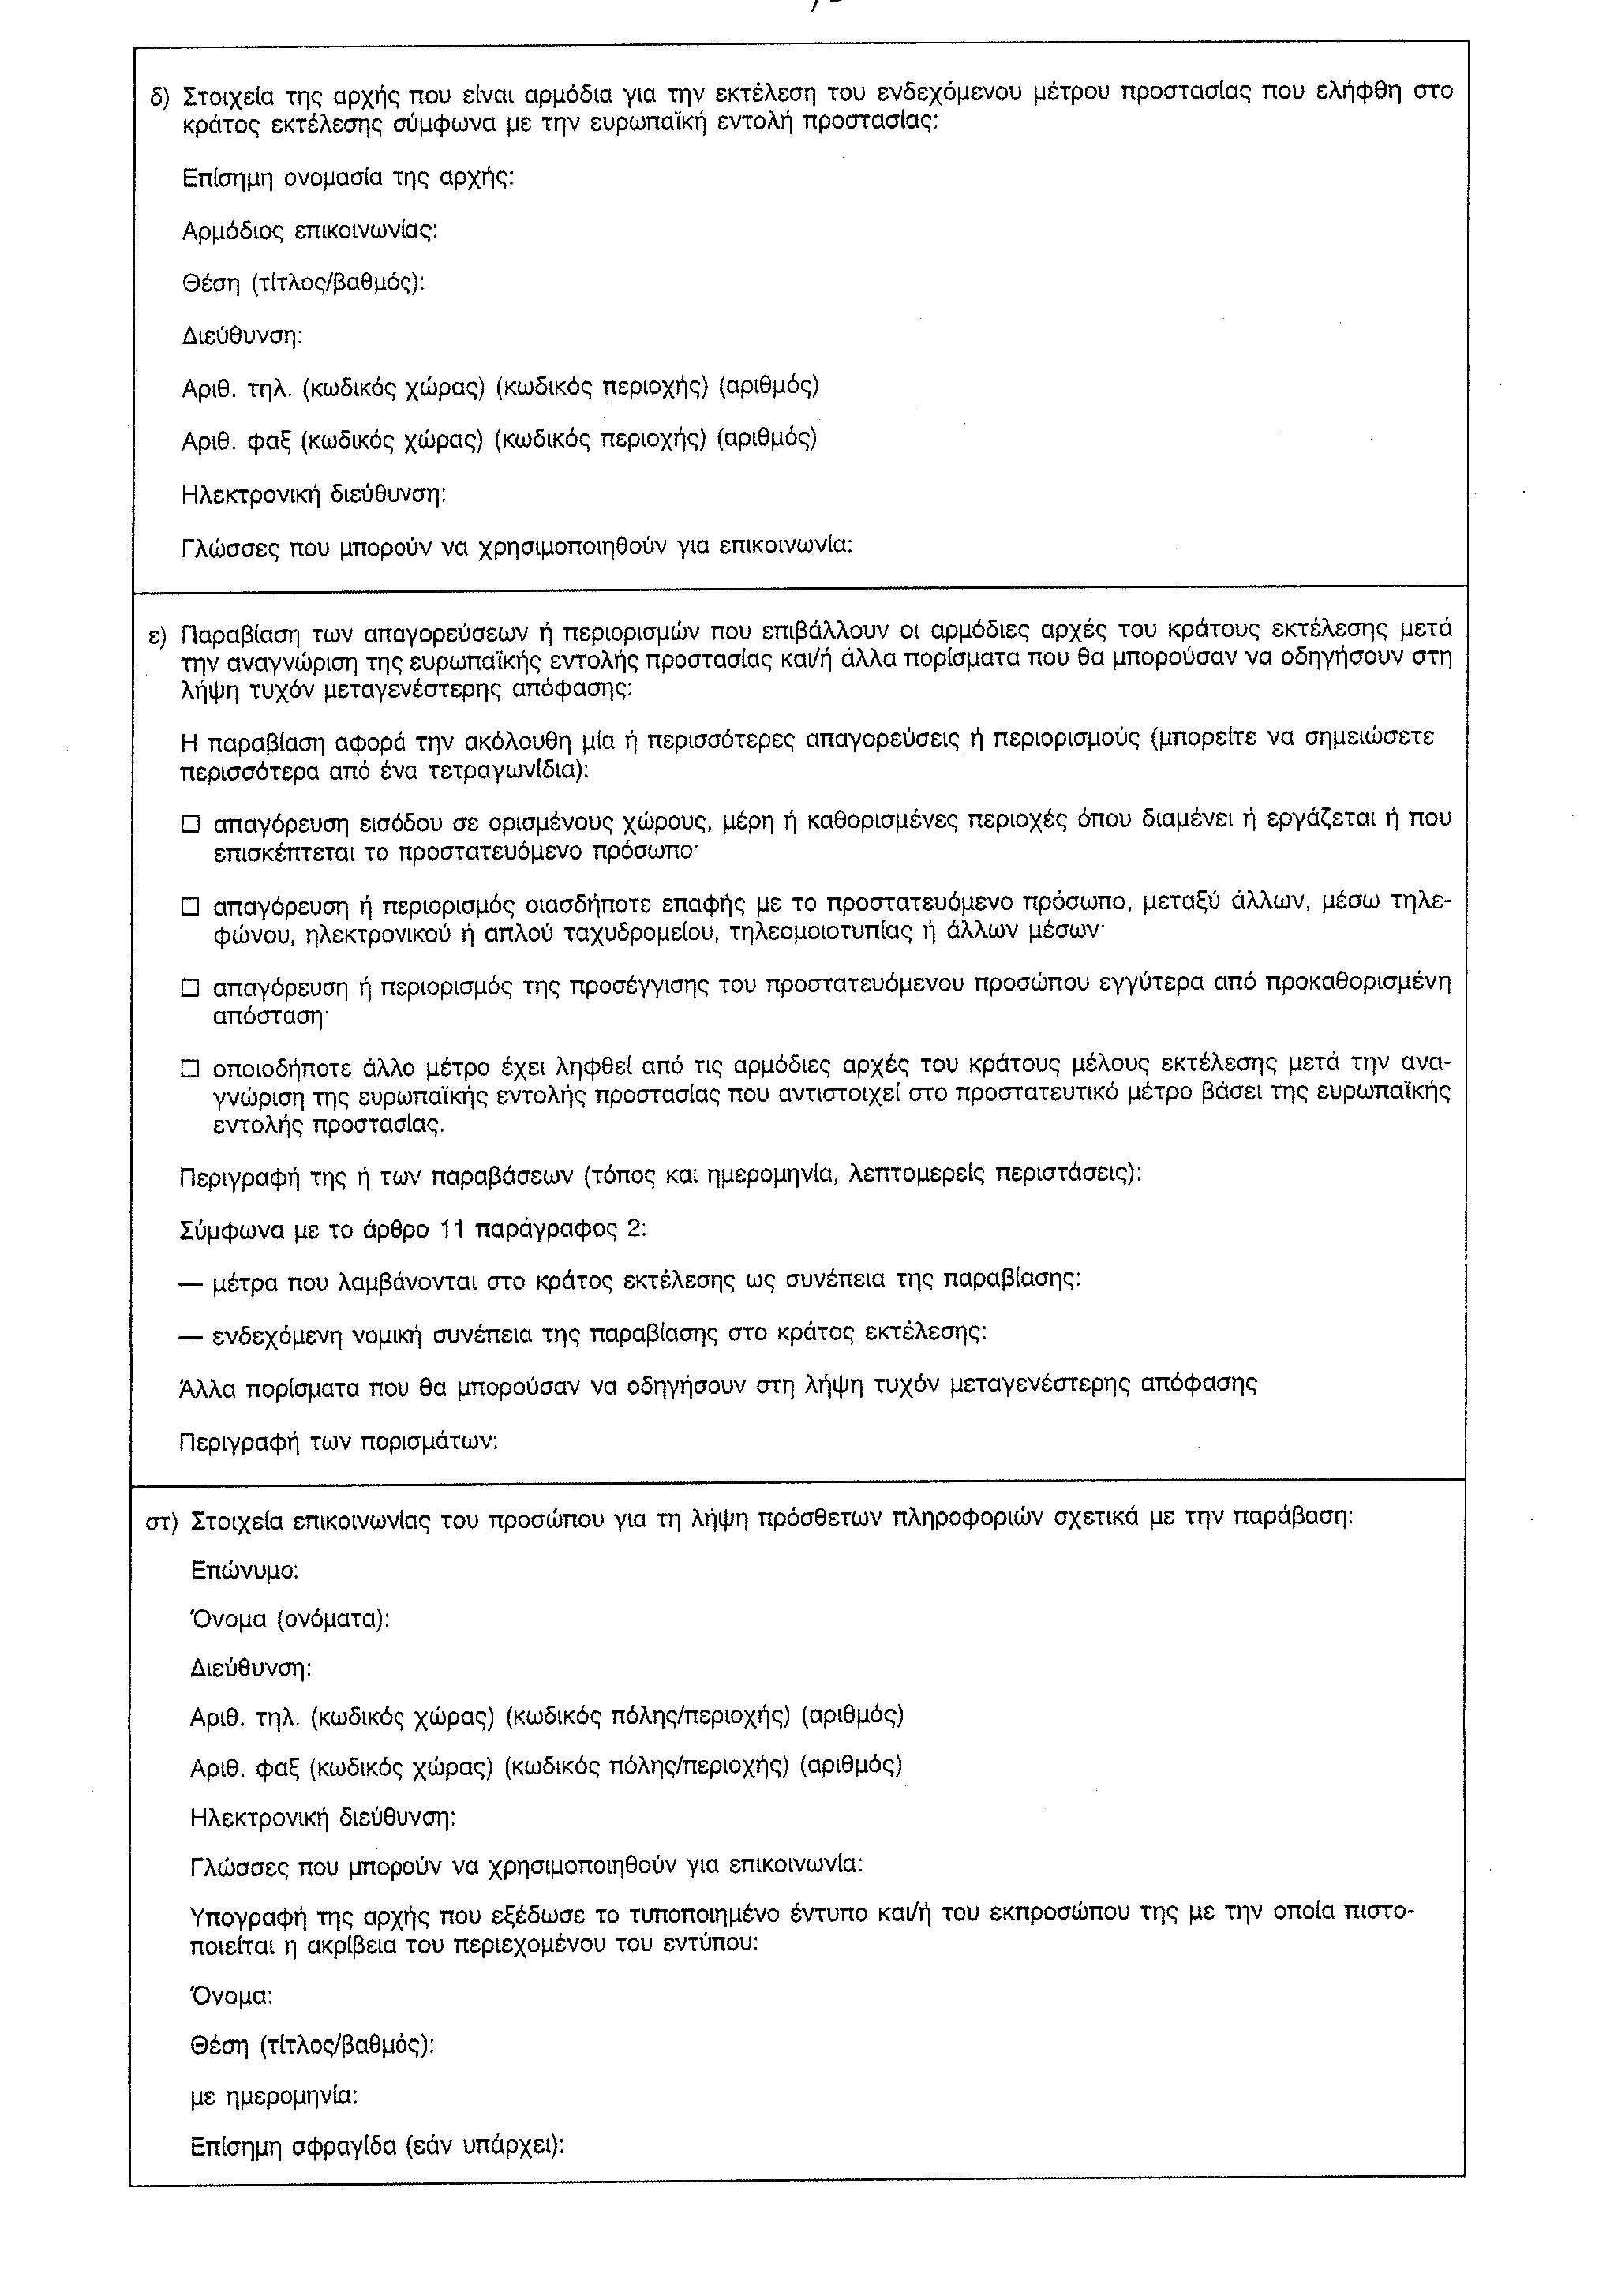 δ) Στοιχεία της αρχής που είναι αρμόδια για την εκτέλεση του ενδεχόμενου μέτρου προστασίας που ελήφθη στο
κράτος εκτέλεσης σύμφωνα με την ευρωπαϊκή εντολή προστασίας:
Επίσημη ονομασία της αρχής:
Αρμόδιος επικοινωνίας:
Θέση (τίτλος/βαθμός):
Διεύθυνση:
Αριθ. τηλ. (κωδικός χώρας) (κωδικός περιοχής) (αριθμός)
Αριθ. φαξ (κωδικός χώρας) (κωδικός περιοχής) (αριθμός)
Ηλεκτρονική διεύθυνση:
Γλώσσες που μπορούν να χρησιμοποιηθούν για επικοινωνία:
ε) Παραβίαση των απαγορεύσεων ή περιορισμών που επιβάλλουν οι αρμόδιες αρχές του κράτους εκτέλεσης μετά
την αναγνώριση της ευρωπαϊκής εντολής προστασίας και/ή άλλα πορίσματα που θα μπορούσαν να οδηγήσουν στη
λήψη τυχόν μεταγενέστερης απόφασης:
Η παραβίαση αφορά την ακόλουθη μία ή περισσότερες απαγορεύσεις ή περιορισμούς (μπορείτε να σημειώσετε
περισσότερα από ένα τετραγωνίδια):
☐ απαγόρευση εισόδου σε ορισμένους χώρους, μέρη ή καθορισμένες περιοχές όπου διαμένει ή εργάζεται ή που
επισκέπτεται το προστατευόμενο πρόσωπο·
☐ απαγόρευση ή περιορισμός οιασδήποτε επαφής με το προστατευόμενο πρόσωπο, μεταξύ άλλων, μέσω τηλε-
φώνου, ηλεκτρονικού ή απλού ταχυδρομείου, τηλεομοιοτυπίας ή άλλων μέσων·
☐ απαγόρευση ή περιορισμός της προσέγγισης του προστατευόμενου προσώπου εγγύτερα από προκαθορισμένη
απόσταση·
☐ οποιοδήποτε άλλο μέτρο έχει ληφθεί από τις αρμόδιες αρχές του κράτους μέλους εκτέλεσης μετά την ανα-
γνώριση της ευρωπαϊκής εντολής προστασίας που αντιστοιχεί στο προστατευτικό μέτρο βάσει της ευρωπαϊκής
εντολής προστασίας.
Περιγραφή της ή των παραβάσεων (τόπος και ημερομηνία, λεπτομερείς περιστάσεις):
Σύμφωνα με το άρθρο 11 παράγραφος 2:
— μέτρα που λαμβάνονται στο κράτος εκτέλεσης ως συνέπεια της παραβίασης:
— ενδεχόμενη νομική συνέπεια της παραβίασης στο κράτος εκτέλεσης:
Άλλα πορίσματα που θα μπορούσαν να οδηγήσουν στη λήψη τυχόν μεταγενέστερης απόφασης
Περιγραφή των πορισμάτων:
στ) Στοιχεία επικοινωνίας του προσώπου για τη λήψη πρόσθετων πληροφοριών σχετικά με την παράβαση:
Επώνυμο:
Όνομα (ονόματα):
Διεύθυνση:
Αριθ. τηλ. (κωδικός χώρας) (κωδικός πόλης/περιοχής) (αριθμός)
Αριθ. φαξ (κωδικός χώρας) (κωδικός πόλης/περιοχής) (αριθμός)
Ηλεκτρονική διεύθυνση:
Γλώσσες που μπορούν να χρησιμοποιηθούν για επικοινωνία:
Υπογραφή της αρχής που εξέδωσε το τυποποιημένο έντυπο και/ή του εκπροσώπου της με την οποία πιστο-
ποιείται η ακρίβεια του περιεχομένου του εντύπου:
Όνομα:
Θέση (τίτλος/βαθμός):
με ημερομηνία:
Επίσημη σφραγίδα (εάν υπάρχει):